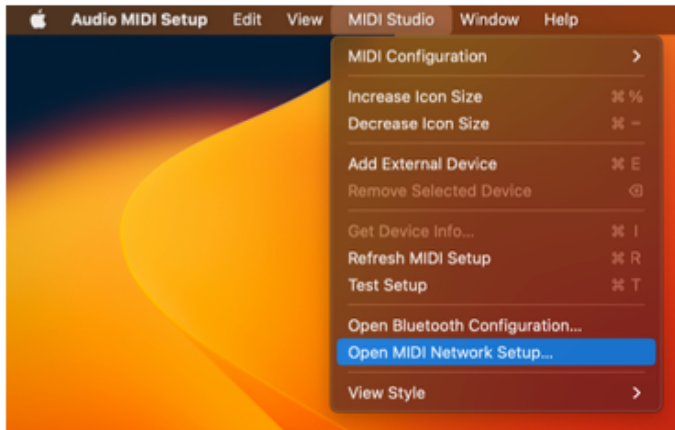 Audio MIDI Setup Edit View MIDI Studio Window Help
MIDI Configuration
Increase Icon Size ⌘ %
Decrease Icon Size ⌘ –
Add External Device ⌘ E
Remove Selected Device ⌫
Get Device Info... ⌘ I
Refresh MIDI Setup ⌘ R
Test Setup ⌘ T
Open Bluetooth Configuration...
Open MIDI Network Setup...
View Style